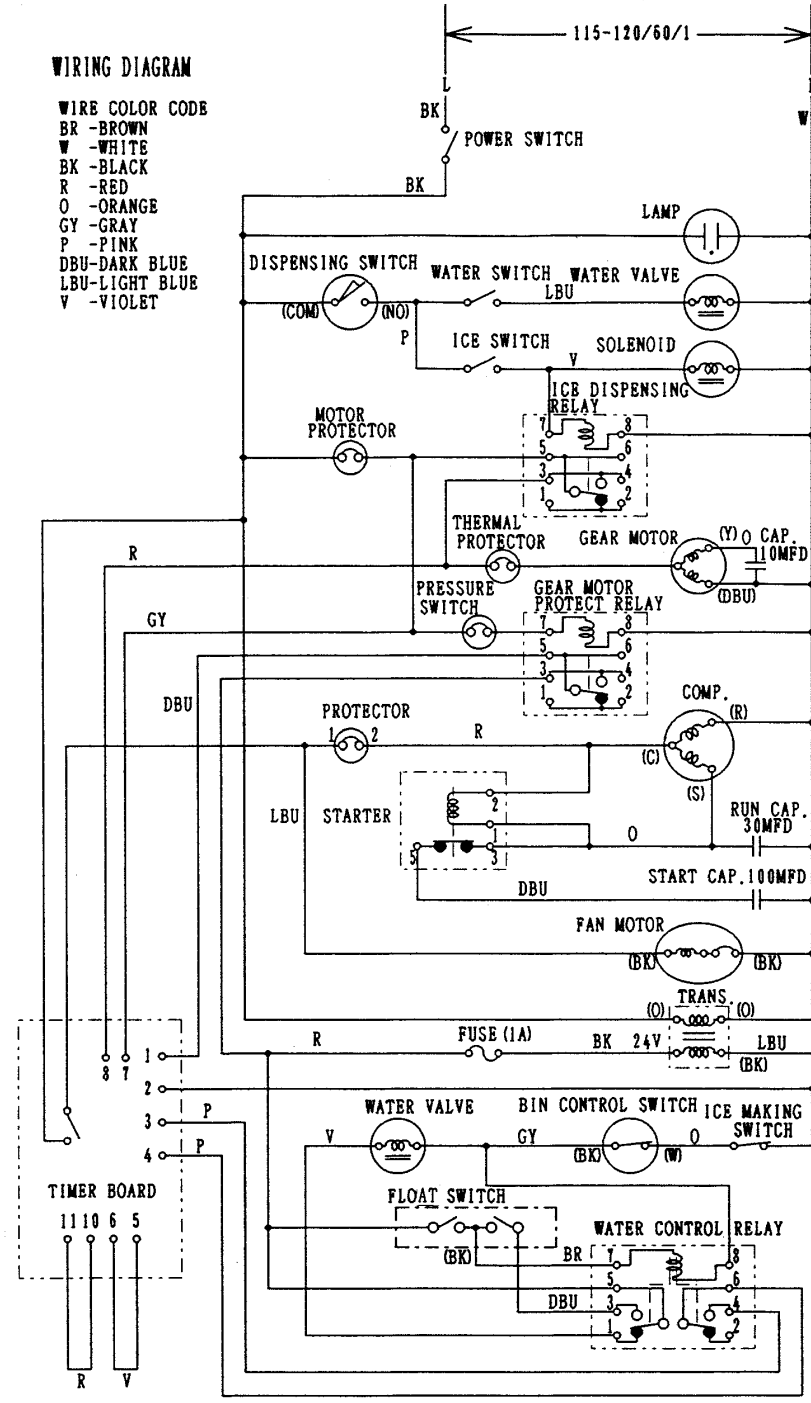 115-120/60/1
WIRING DIAGRAM
L
WIRE COLOR CODE
BR -BROWN
W -WHITE
BK -BLACK
R -RED
O -ORANGE
GY -GRAY
P -PINK
DBU-DARK BLUE
LBU-LIGHT BLUE
V -VIOLET
BK
W
POWER SWITCH
BK
LAMP
DISPENSING SWITCH
WATER SWITCH
WATER VALVE
LBU
(COM)
(NO)
P
ICE SWITCH
SOLENOID
V
ICE DISPENSING
RELAY
MOTOR
PROTECTOR
7
8
5
6
3
4
1
2
THERMAL
PROTECTOR
GEAR MOTOR
(Y)
O
CAP.
10MFD
R
(DBU)
PRESSURE
SWITCH
GEAR MOTOR
PROTECT RELAY
GY
7
8
5
6
3
4
1
2
DBU
COMP.
(R)
PROTECTOR
1
2
R
(C)
(S)
LBU
STARTER
2
1
5
3
O
RUN CAP.
30MFD
DBU
START CAP.100MFD
FAN MOTOR
(BK)
(BK)
TRANS.
(O)
(O)
R
FUSE (1A)
BK
24V
LBU
(BK)
8
7
1
2
3
P
4
P
WATER VALVE
BIN CONTROL SWITCH
ICE MAKING
SWITCH
V
GY
(BK)
(W)
O
TIMER BOARD
11 10 6 5
FLOAT SWITCH
(BK)
WATER CONTROL RELAY
BR
7
8
5
6
DBU
3
4
1
2
R
V